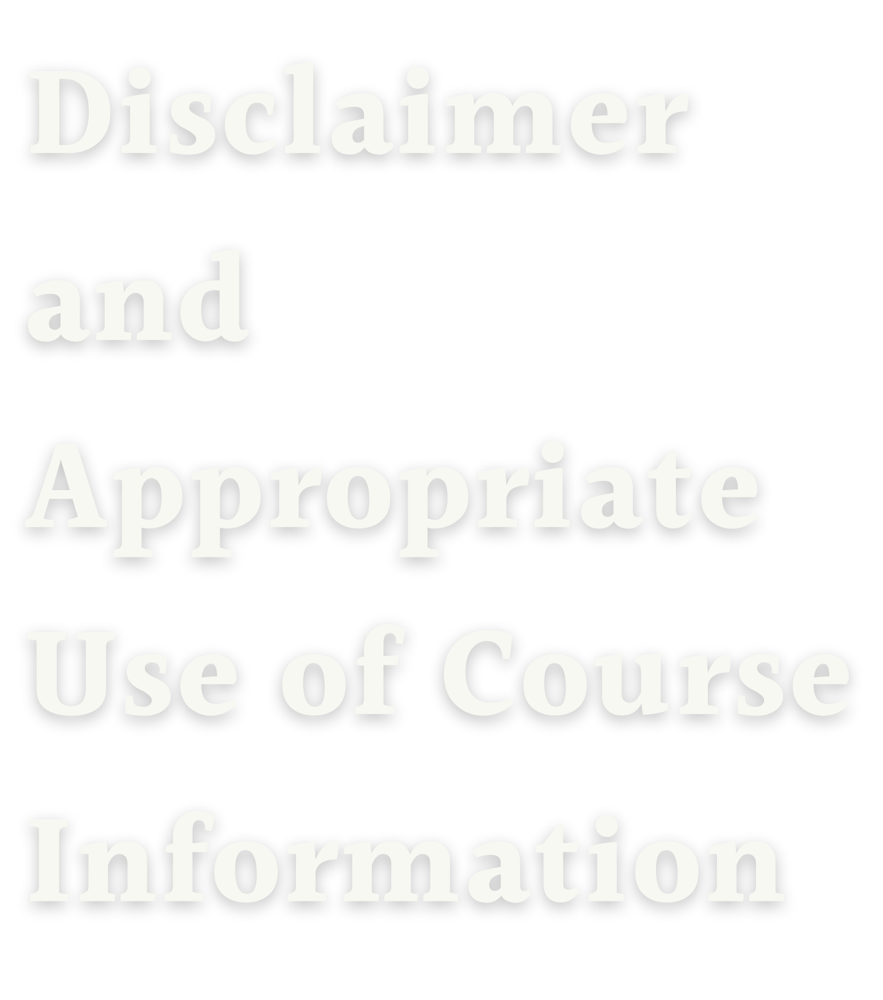 Disclaimer
and
Appropriate
Use of Course
Information